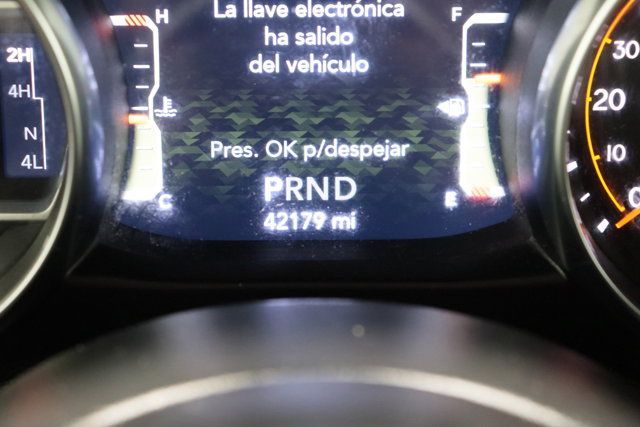 La llave electrónica
ha salido
del vehículo
Pres. OK p/despejar
PRND
42179 mi
H
C
F
E
2H
4H
N
4L
30
20
10
0